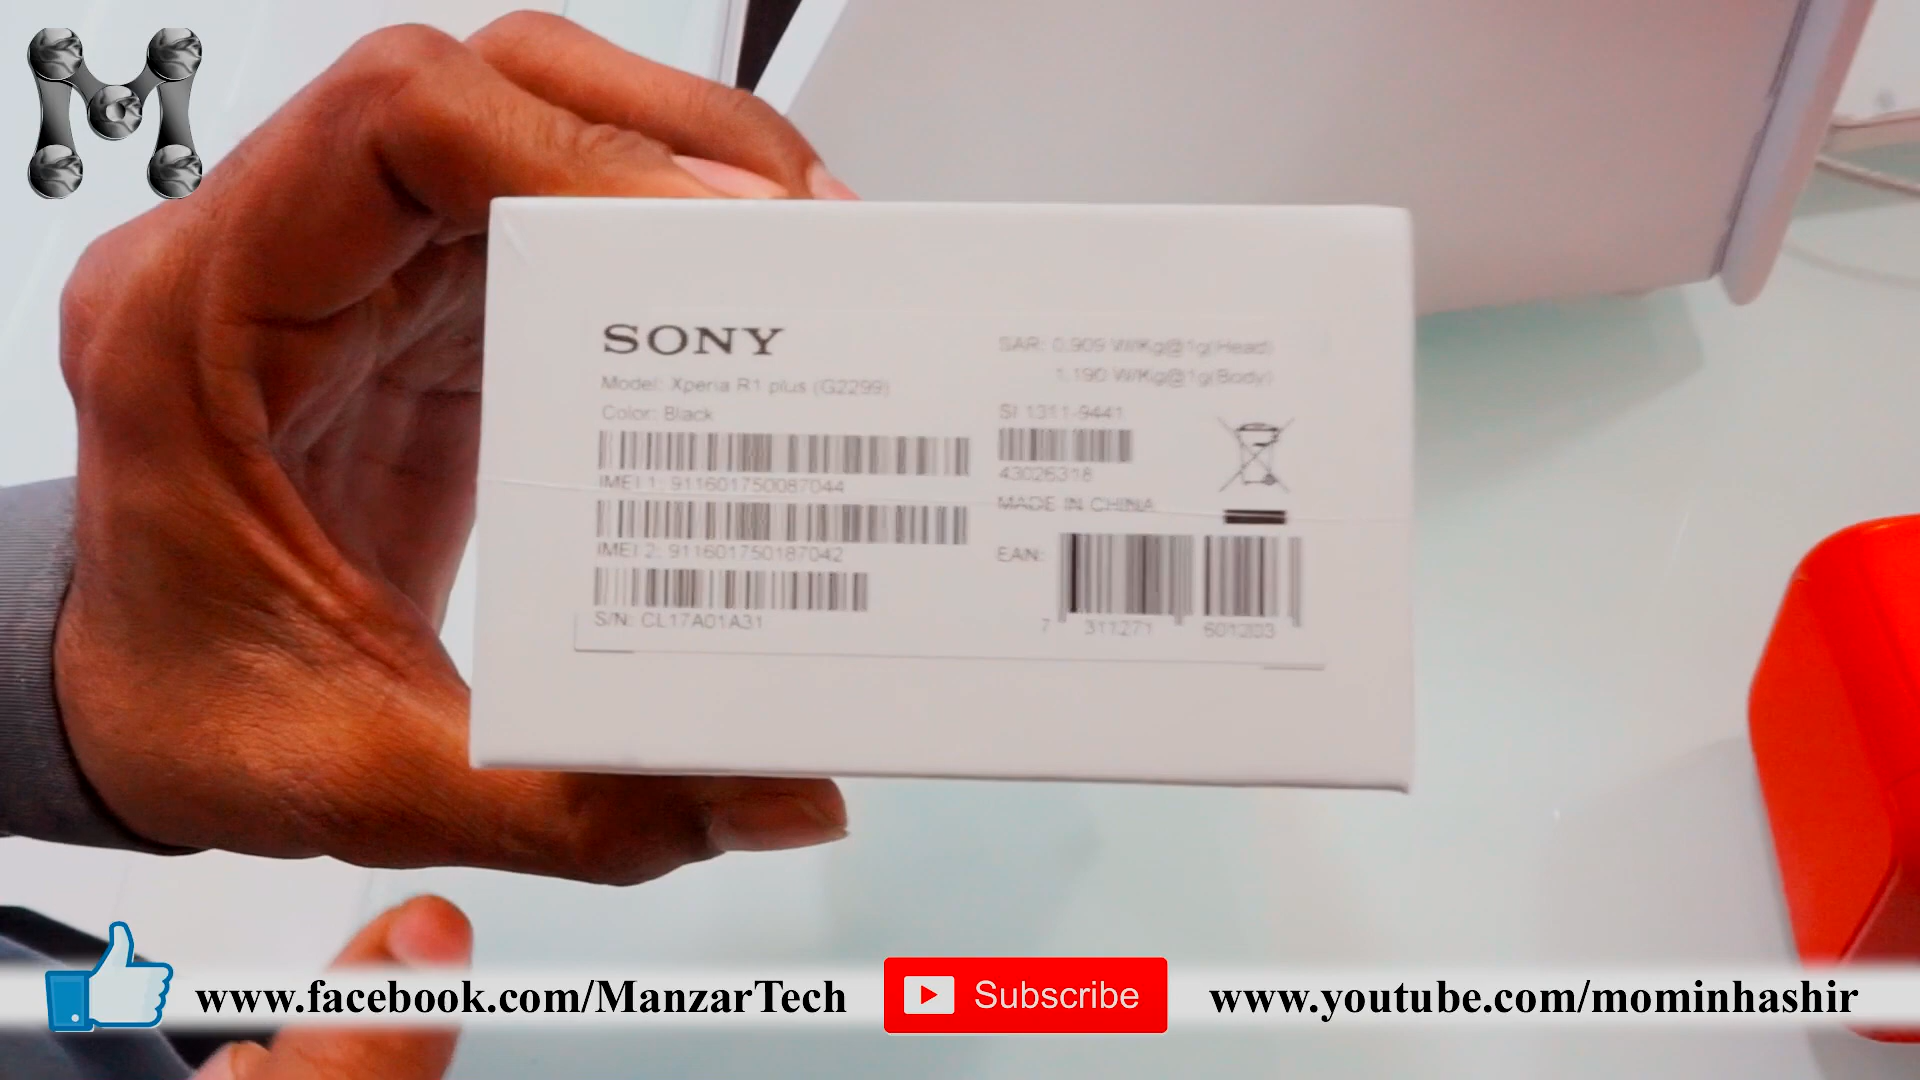 SONY
Model: Xperia R1 plus (G2299)
Color: Black
IMEI 1: 911601750087044
IMEI 2: 911601750187042
S/N: CL17A01A31
SAR: 0.909 W/Kg@1g(Head)
1.190 W/Kg@1g(Body)
SI 1311-9441
43026318
MADE IN CHINA
EAN:
7 311271 601203
www.facebook.com/ManzarTech
Subscribe
www.youtube.com/mominhashir